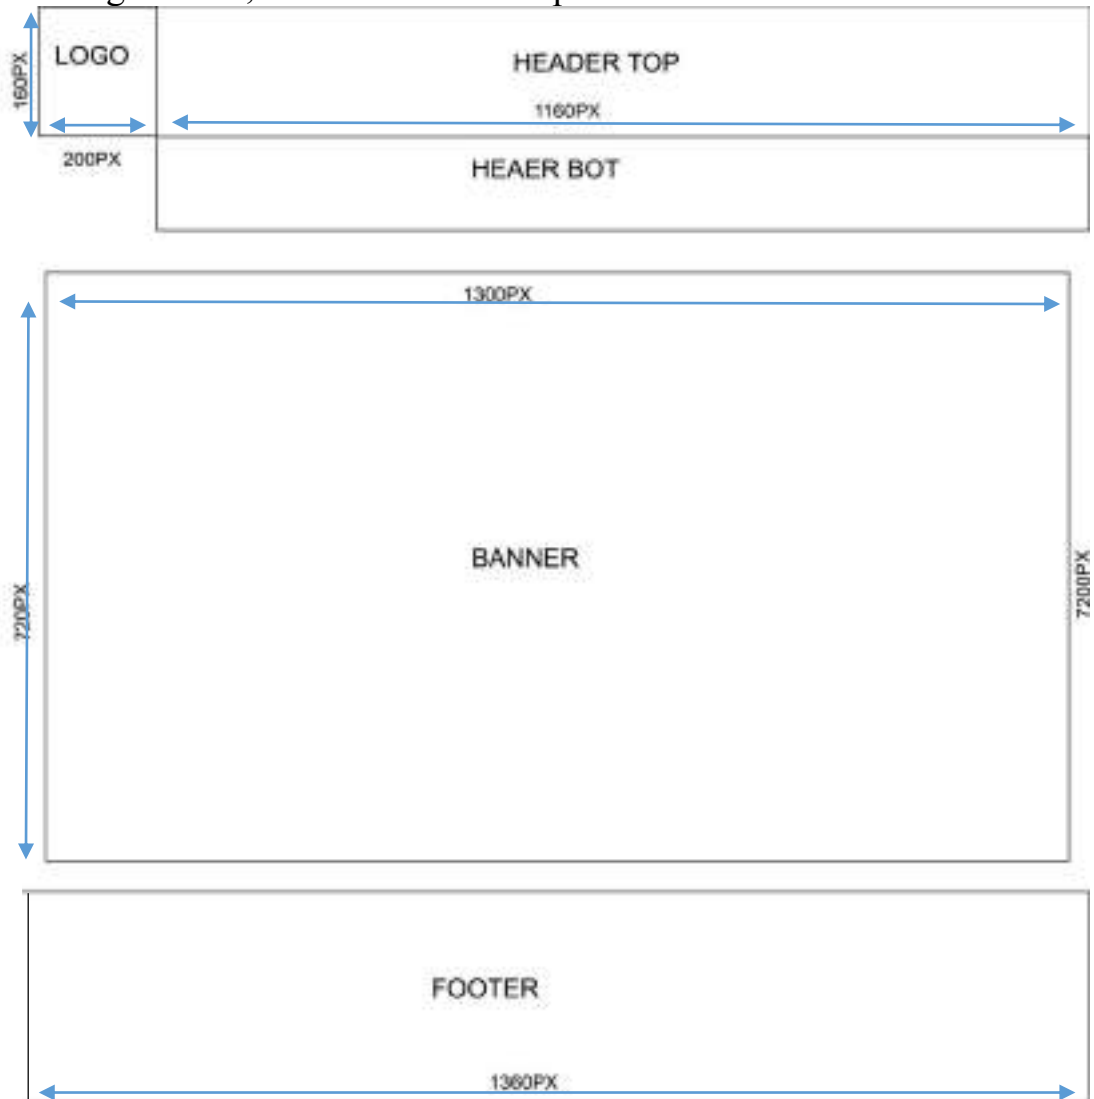 LOGO
HEADER TOP
160PX
1160PX
200PX
HEAER BOT
1300PX
BANNER
720PX
7200PX
FOOTER
1360PX